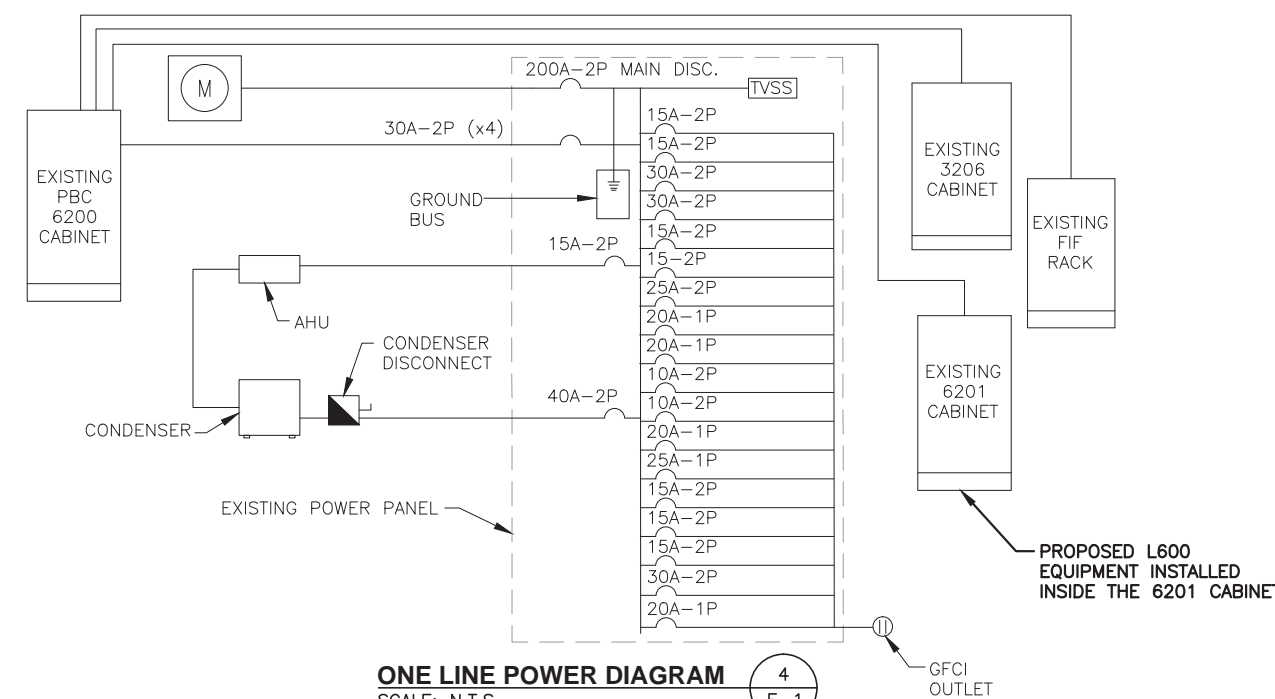 200A-2P MAIN DISC.
M
TVSS
30A-2P (x4)
EXISTING
PBC
6200
CABINET
GROUND
BUS
15A-2P
AHU
CONDENSER
DISCONNECT
40A-2P
CONDENSER
EXISTING POWER PANEL
15A-2P
15A-2P
30A-2P
30A-2P
15A-2P
15-2P
25A-2P
20A-1P
20A-1P
10A-2P
10A-2P
20A-1P
25A-1P
15A-2P
15A-2P
15A-2P
30A-2P
20A-1P
EXISTING
3206
CABINET
EXISTING
FIF
RACK
EXISTING
6201
CABINET
PROPOSED L600
EQUIPMENT INSTALLED
INSIDE THE 6201 CABINET
GFCI
OUTLET
ONE LINE POWER DIAGRAM
4
SCALE: N.T.S.
E-1